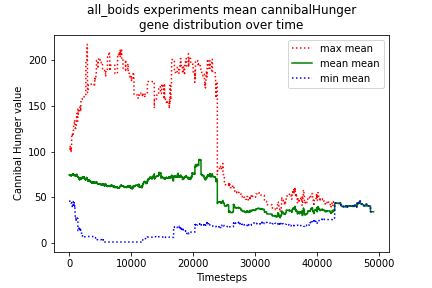 all_boids experiments mean cannibalHunger
gene distribution over time
max mean
mean mean
min mean
Cannibal Hunger value
200
150
100
50
0
0
10000
20000
30000
40000
50000
Timesteps